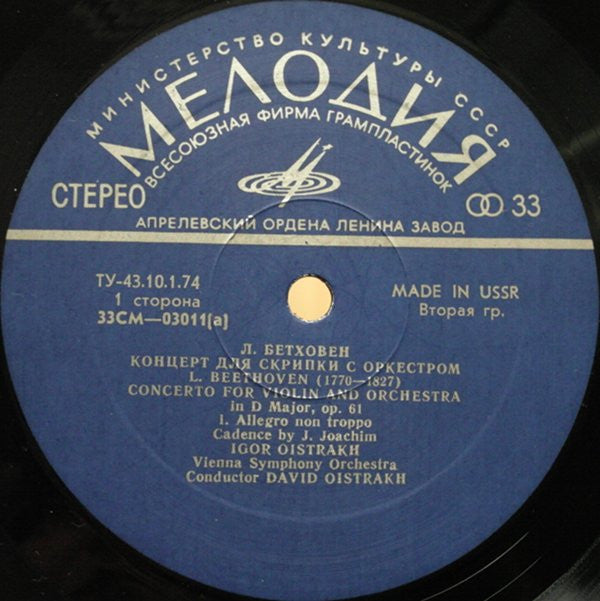 МИНИСТЕРСТВО КУЛЬТУРЫ СССР
МЕЛОДИЯ
ВСЕСОЮЗНАЯ ФИРМА ГРАМПЛАСТИНОК
СТЕРЕО
33
АПРЕЛЕВСКИЙ ОРДЕНА ЛЕНИНА ЗАВОД
ТУ-43.10.1.74
1 сторона
33СМ—03011(а)
MADE IN USSR
Вторая гр.
Л. БЕТХОВЕН
КОНЦЕРТ ДЛЯ СКРИПКИ С ОРКЕСТРОМ
L. BEETHOVEN (1770—1827)
CONCERTO FOR VIOLIN AND ORCHESTRA
in D Major, op. 61
I. Allegro non troppo
Cadence by J. Joachim
IGOR OISTRAKH
Vienna Symphony Orchestra
Conductor DAVID OISTRAKH